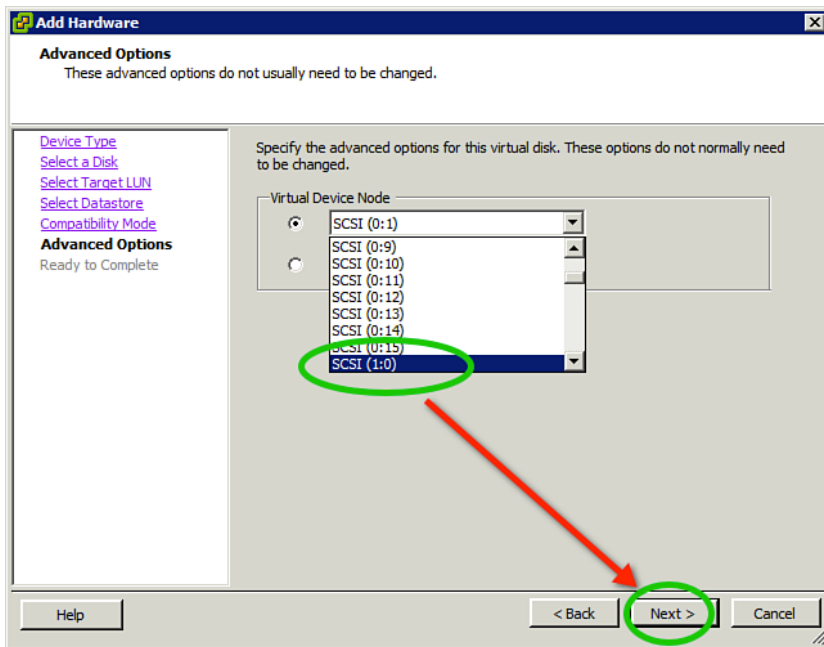 Add Hardware
Advanced Options
These advanced options do not usually need to be changed.
Device Type
Select a Disk
Select Target LUN
Select Datastore
Compatibility Mode
Advanced Options
Ready to Complete
Specify the advanced options for this virtual disk. These options do not normally need
to be changed.
Virtual Device Node
SCSI (0:1)
SCSI (0:9)
SCSI (0:10)
SCSI (0:11)
SCSI (0:12)
SCSI (0:13)
SCSI (0:14)
SCSI (0:15)
SCSI (1:0)
Help
< Back
Next >
Cancel